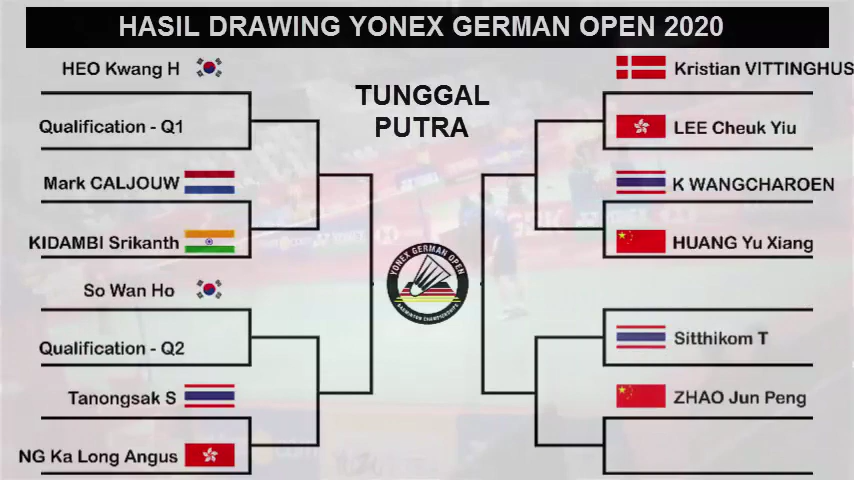 HASIL DRAWING YONEX GERMAN OPEN 2020
TUNGGAL
PUTRA
HEO Kwang H
Qualification - Q1
Mark CALJOUW
KIDAMBI Srikanth
So Wan Ho
Qualification - Q2
Tanongsak S
NG Ka Long Angus
YONEX GERMAN OPEN
BADMINTON CHAMPIONSHIPS
Kristian VITTINGHUS
LEE Cheuk Yiu
K WANGCHAROEN
HUANG Yu Xiang
Sitthikom T
ZHAO Jun Peng